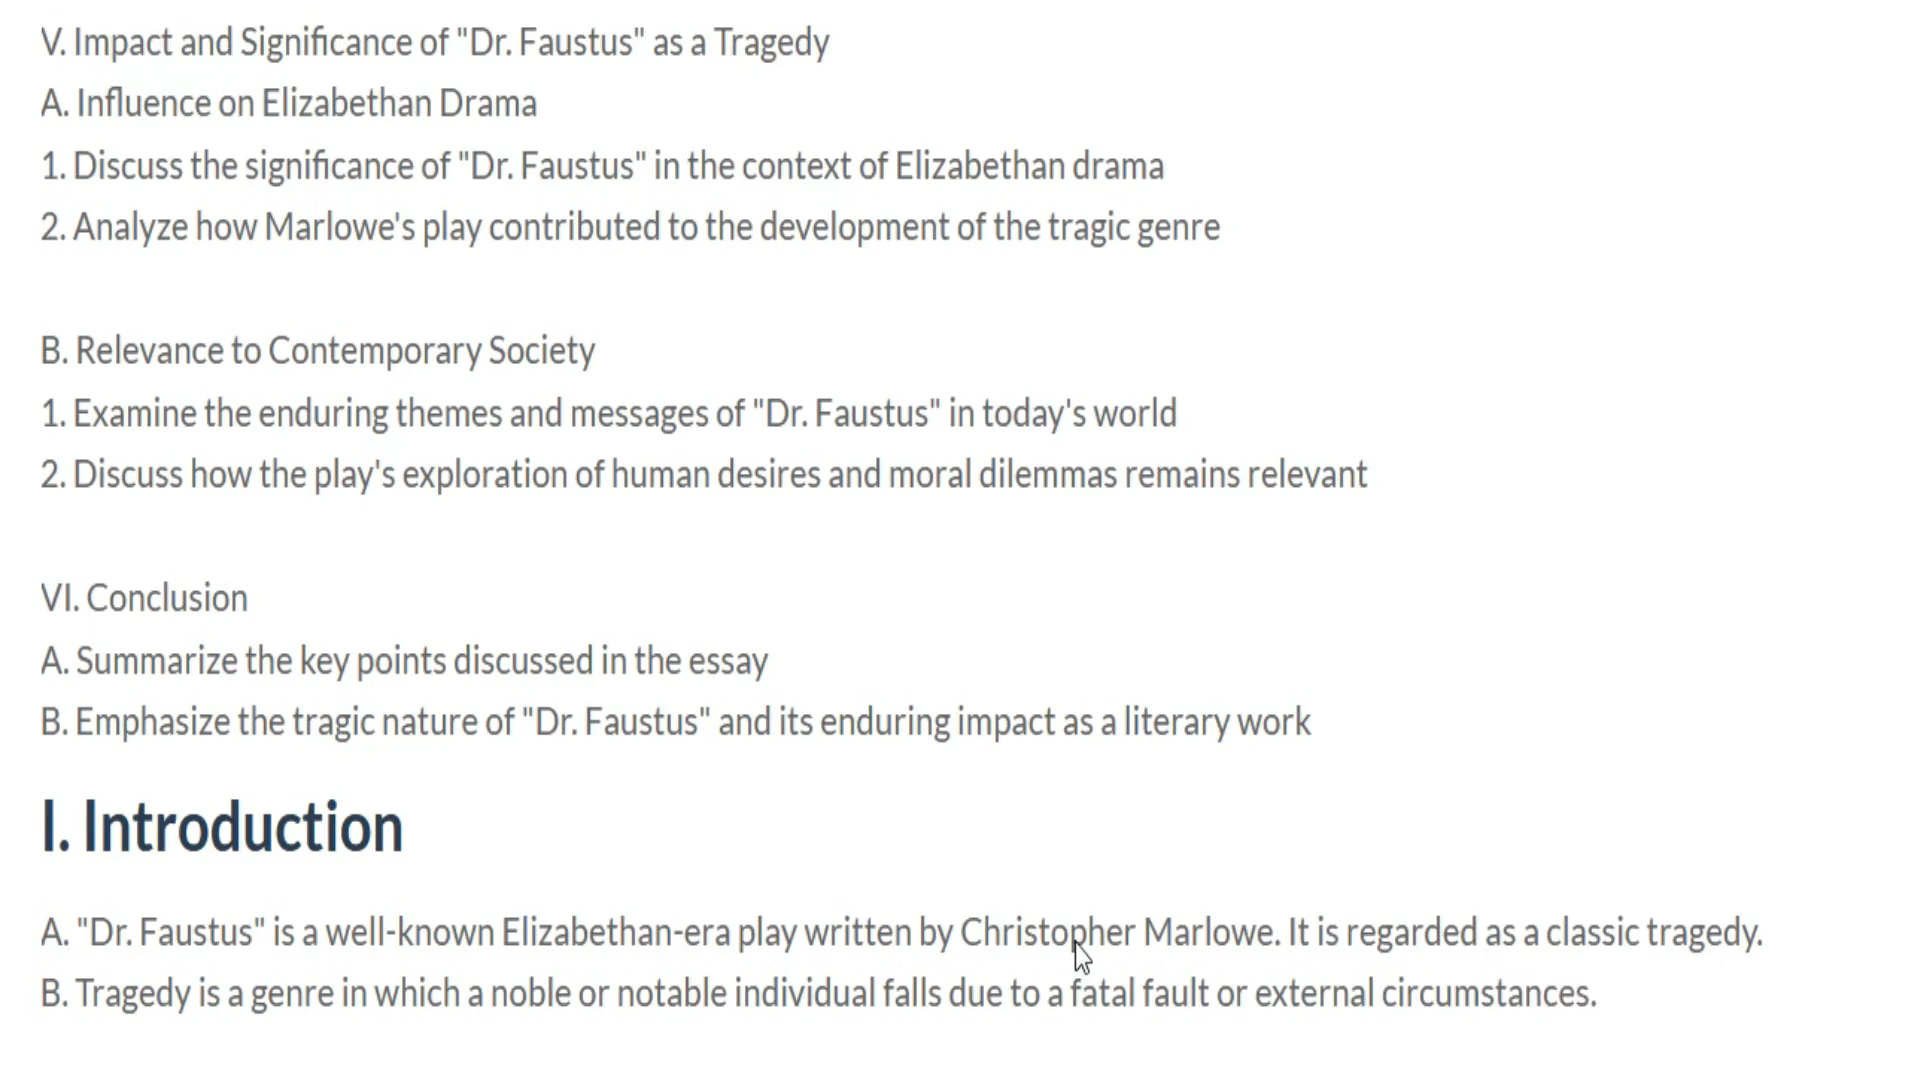 V. Impact and Significance of "Dr. Faustus" as a Tragedy
A. Influence on Elizabethan Drama
1. Discuss the significance of "Dr. Faustus" in the context of Elizabethan drama
2. Analyze how Marlowe's play contributed to the development of the tragic genre
B. Relevance to Contemporary Society
1. Examine the enduring themes and messages of "Dr. Faustus" in today's world
2. Discuss how the play's exploration of human desires and moral dilemmas remains relevant
VI. Conclusion
A. Summarize the key points discussed in the essay
B. Emphasize the tragic nature of "Dr. Faustus" and its enduring impact as a literary work
I. Introduction
A. "Dr. Faustus" is a well-known Elizabethan-era play written by Christopher Marlowe. It is regarded as a classic tragedy.
B. Tragedy is a genre in which a noble or notable individual falls due to a fatal fault or external circumstances.